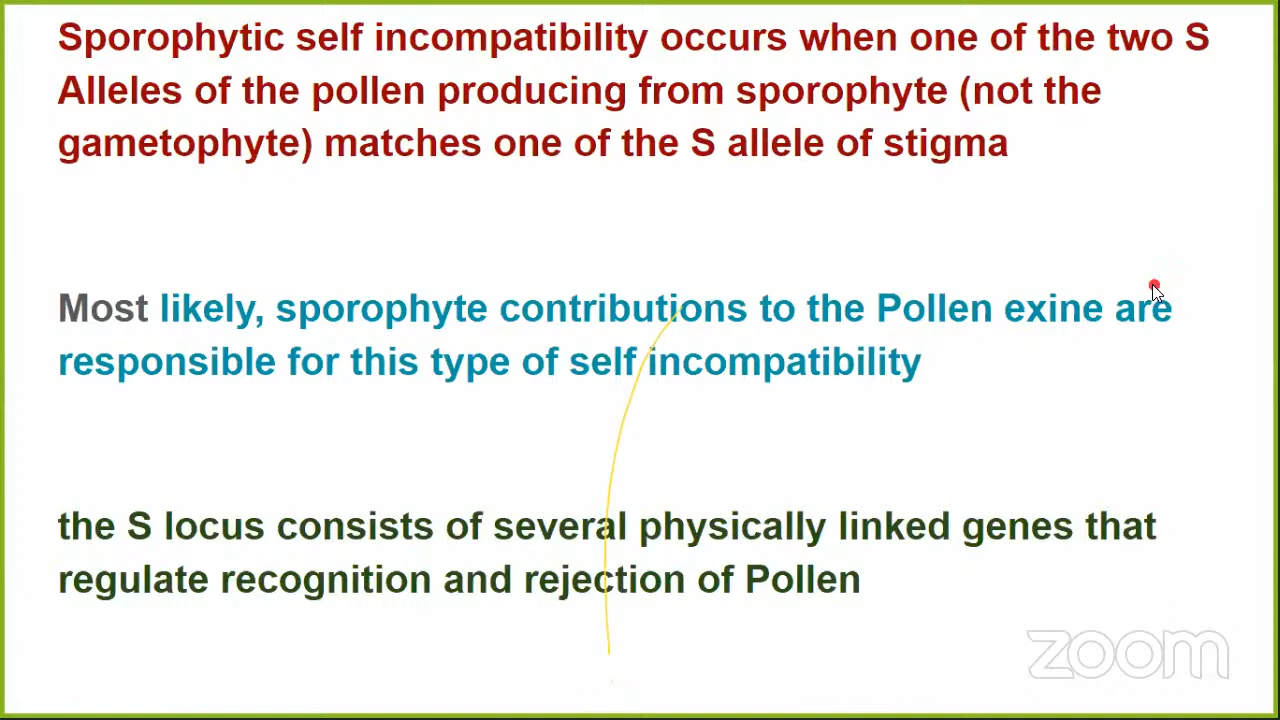 Sporophytic self incompatibility occurs when one of the two S
Alleles of the pollen producing from sporophyte (not the
gametophyte) matches one of the S allele of stigma
Most likely, sporophyte contributions to the Pollen exine are
responsible for this type of self incompatibility
the S locus consists of several physically linked genes that
regulate recognition and rejection of Pollen
zoom